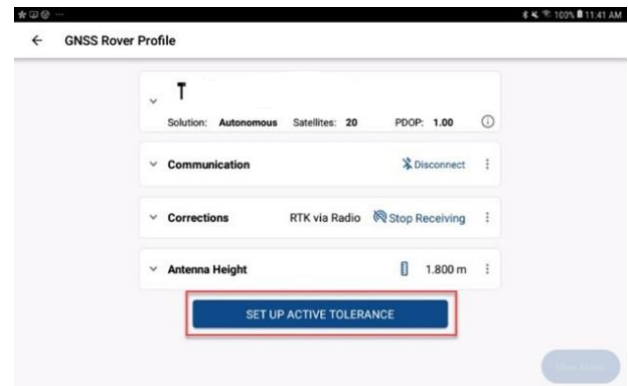 100% 11:41 AM
GNSS Rover Profile
Solution: Autonomous Satellites: 20 PDOP: 1.00
Communication Disconnect
Corrections RTK via Radio Stop Receiving
Antenna Height 1.800 m
SET UP ACTIVE TOLERANCE